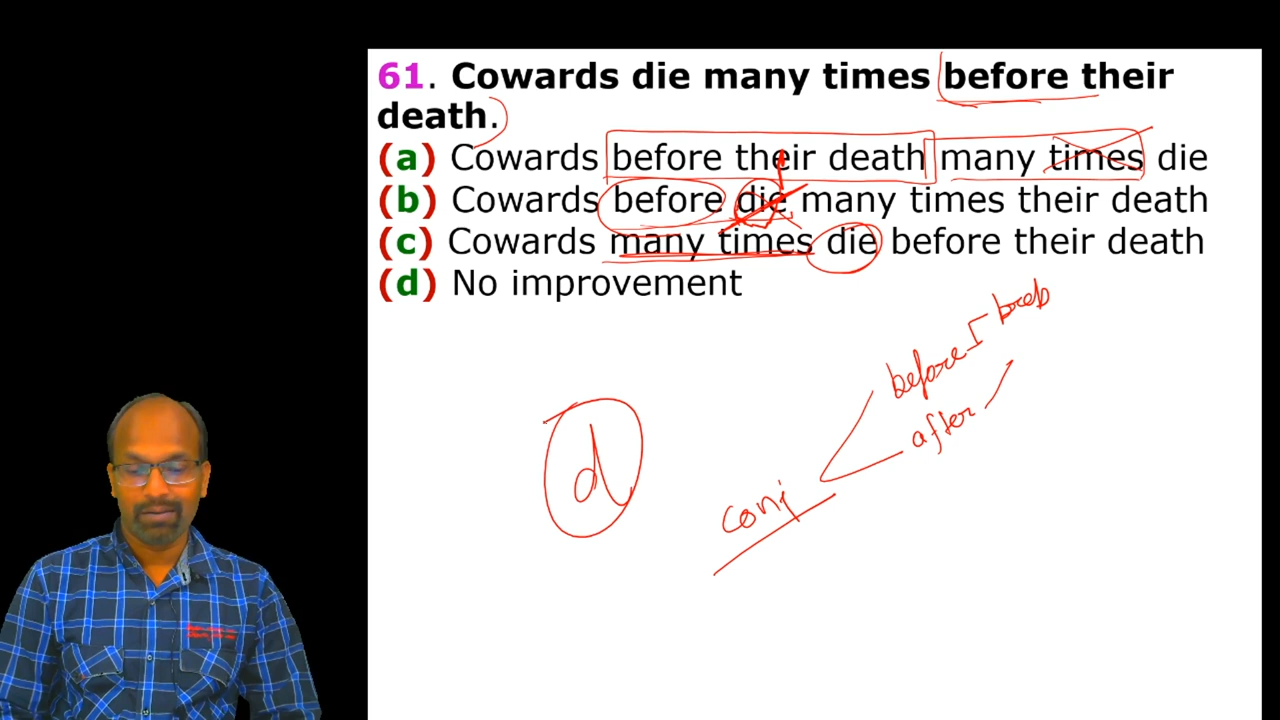 61. Cowards die many times before their
death.
(a) Cowards before their death many times die
(b) Cowards before die many times their death
(c) Cowards many times die before their death
(d) No improvement
before
after
d
conj